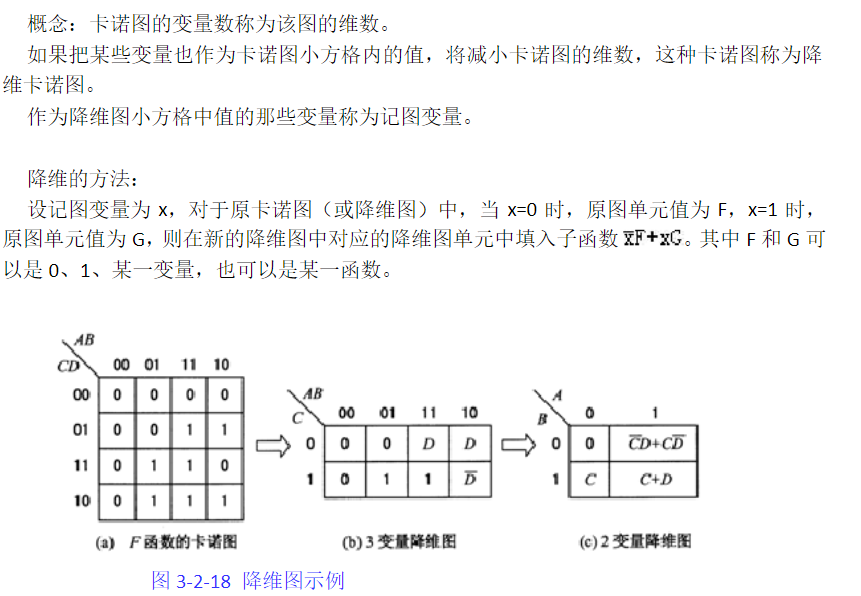 概念：卡诺图的变量数称为该图的维数。
如果把某些变量也作为卡诺图小方格内的值，将减小卡诺图的维数，这种卡诺图称为降
维卡诺图。
作为降维图小方格中值的那些变量称为记图变量。
降维的方法：
设记图变量为 x，对于原卡诺图（或降维图）中，当 x=0 时，原图单元值为 F，x=1 时，
原图单元值为 G，则在新的降维图中对应的降维图单元中填入子函数 x̅F+xG。其中 F 和 G 可
以是 0、1、某一变量，也可以是某一函数。
AB
CD 00 01 11 10
00 0 0 0 0
01 0 0 1 1
11 0 1 1 0
10 0 1 1 1
(a) F函数的卡诺图
AB
C 00 01 11 10
0 0 0 D D
1 0 1 1 D̅
(b) 3 变量降维图
A
B 0 1
0 0 C̅D+CD̅
1 C C+D
(c) 2 变量降维图
图 3-2-18 降维图示例